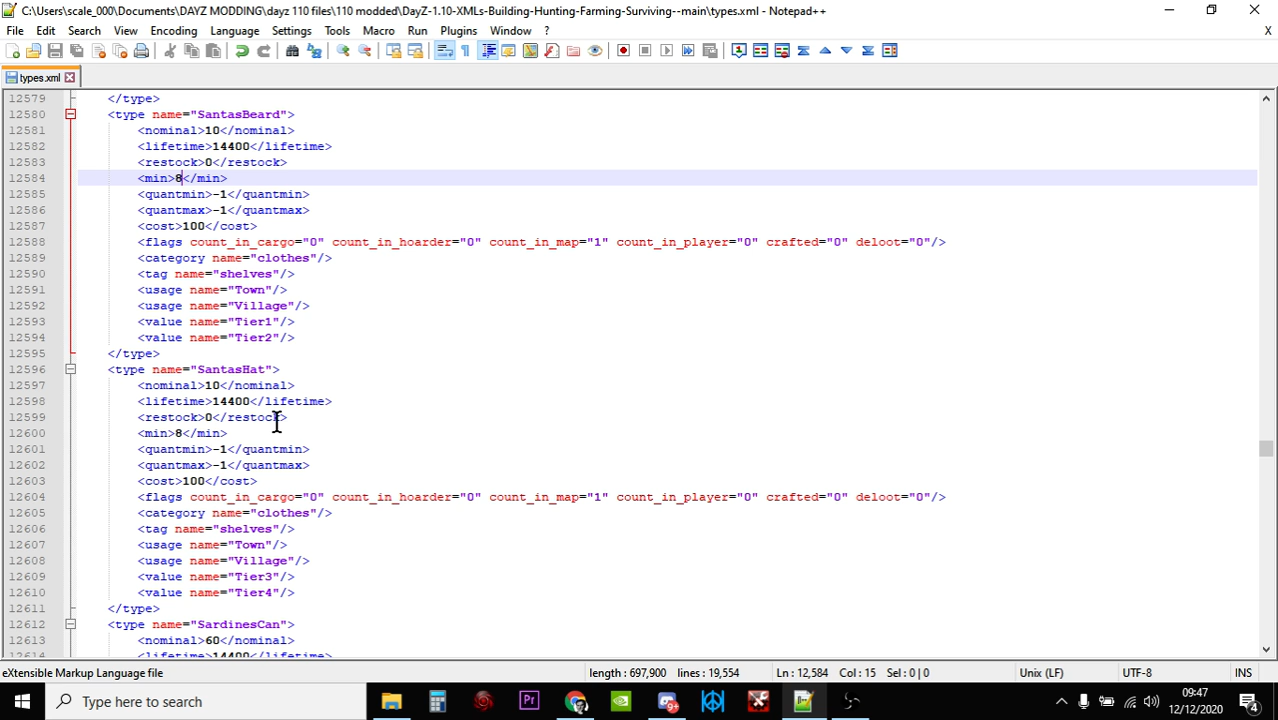 C:\Users\scale_000\DAYZ MODDING\dayz 110 files\110 modded\DayZ-1.10-XMLs-Building-Hunting-Farming-Surviving--main\types.xml - Notepad++
File Edit Search View Encoding Language Settings Tools Macro Run Plugins Window ?
X
types.xml
12579 </type>
12580 <type name="SantasBeard">
12581 <nominal>10</nominal>
12582 <lifetime>14400</lifetime>
12583 <restock>0</restock>
12584 <min>8</min>
12585 <quantmin>-1</quantmin>
12586 <quantmax>-1</quantmax>
12587 <cost>100</cost>
12588 <flags count_in_cargo="0" count_in_hoarder="0" count_in_map="1" count_in_player="0" crafted="0" deloot="0"/>
12589 <category name="clothes"/>
12590 <tag name="shelves"/>
12591 <usage name="Town"/>
12592 <usage name="Village"/>
12593 <value name="Tier1"/>
12594 <value name="Tier2"/>
12595 </type>
12596 <type name="SantasHat">
12597 <nominal>10</nominal>
12598 <lifetime>14400</lifetime>
12599 <restock>0</restock>
12600 <min>8</min>
12601 <quantmin>-1</quantmin>
12602 <quantmax>-1</quantmax>
12603 <cost>100</cost>
12604 <flags count_in_cargo="0" count_in_hoarder="0" count_in_map="1" count_in_player="0" crafted="0" deloot="0"/>
12605 <category name="clothes"/>
12606 <tag name="shelves"/>
12607 <usage name="Town"/>
12608 <usage name="Village"/>
12609 <value name="Tier3"/>
12610 <value name="Tier4"/>
12611 </type>
12612 <type name="SardinesCan">
12613 <nominal>60</nominal>
12614 <lifetime>14400</lifetime>
eXtensible Markup Language file length : 697,900 lines : 19,554 Ln : 12,584 Col : 15 Sel : 0 | 0 Unix (LF) UTF-8 INS
Type here to search
Pr
09:47
12/12/2020
4